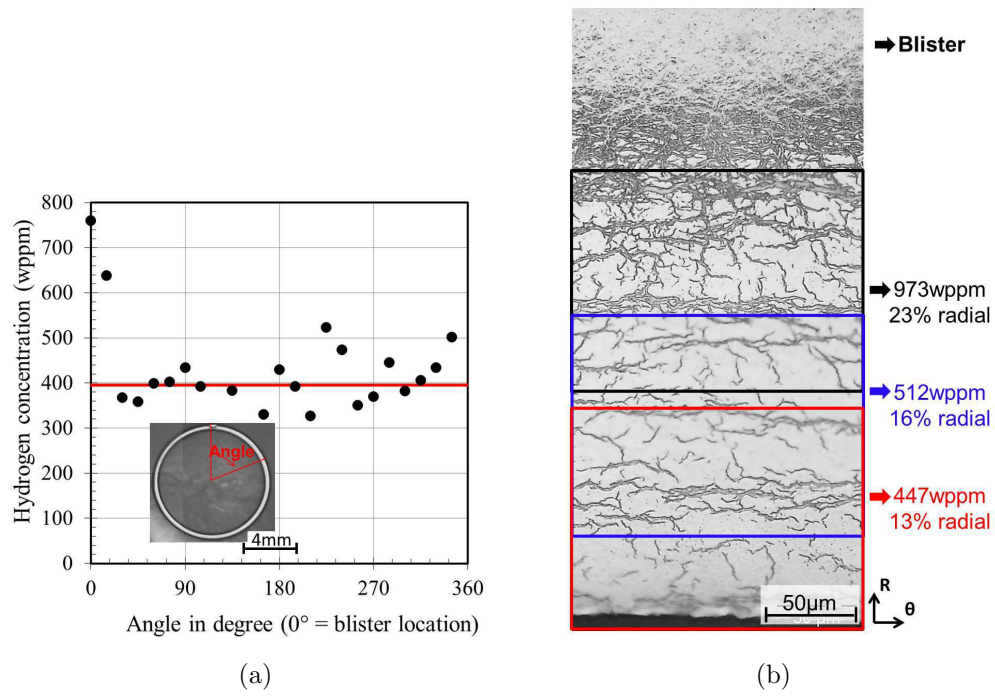 Hydrogen concentration (wppm)
800
700
600
500
400
300
200
100
0
0
90
180
270
360
Angle
4mm
Angle in degree (0° = blister location)
(a)
Blister
973wppm
23% radial
512wppm
16% radial
447wppm
13% radial
50µm
R
θ
(b)